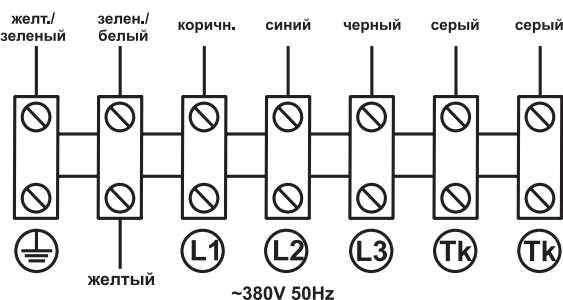 желт./
зеленый
зелен./
белый
коричн.
синий
черный
серый
серый
L1
L2
L3
Tk
Tk
желтый
~380V 50Hz